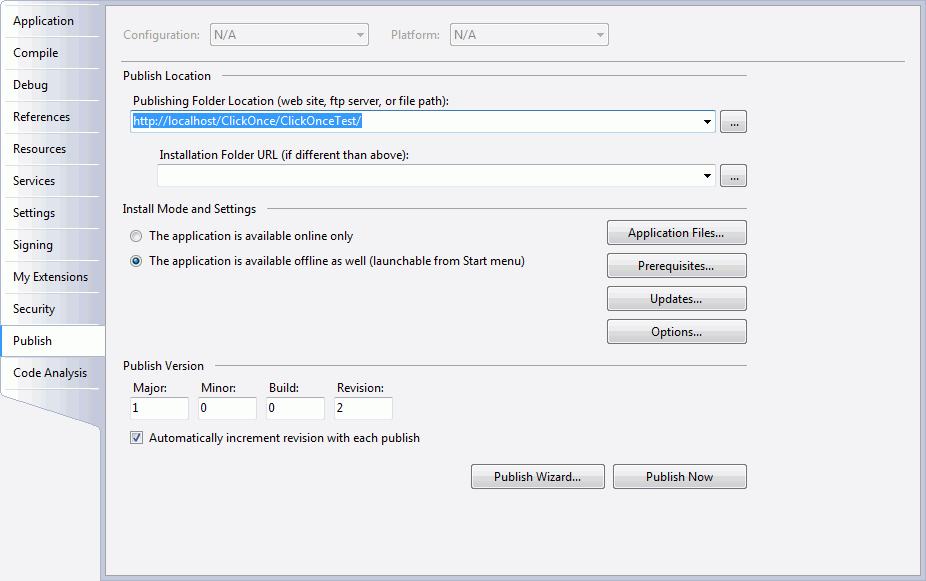 Application
Compile
Debug
References
Resources
Services
Settings
Signing
My Extensions
Security
Publish
Code Analysis
Configuration: N/A Platform: N/A
Publish Location
Publishing Folder Location (web site, ftp server, or file path):
http://localhost/ClickOnce/ClickOnceTest/ ...
Installation Folder URL (if different than above):
...
Install Mode and Settings
The application is available online only
The application is available offline as well (launchable from Start menu)
Application Files...
Prerequisites...
Updates...
Options...
Publish Version
Major: Minor: Build: Revision:
1 0 0 2
Automatically increment revision with each publish
Publish Wizard... Publish Now